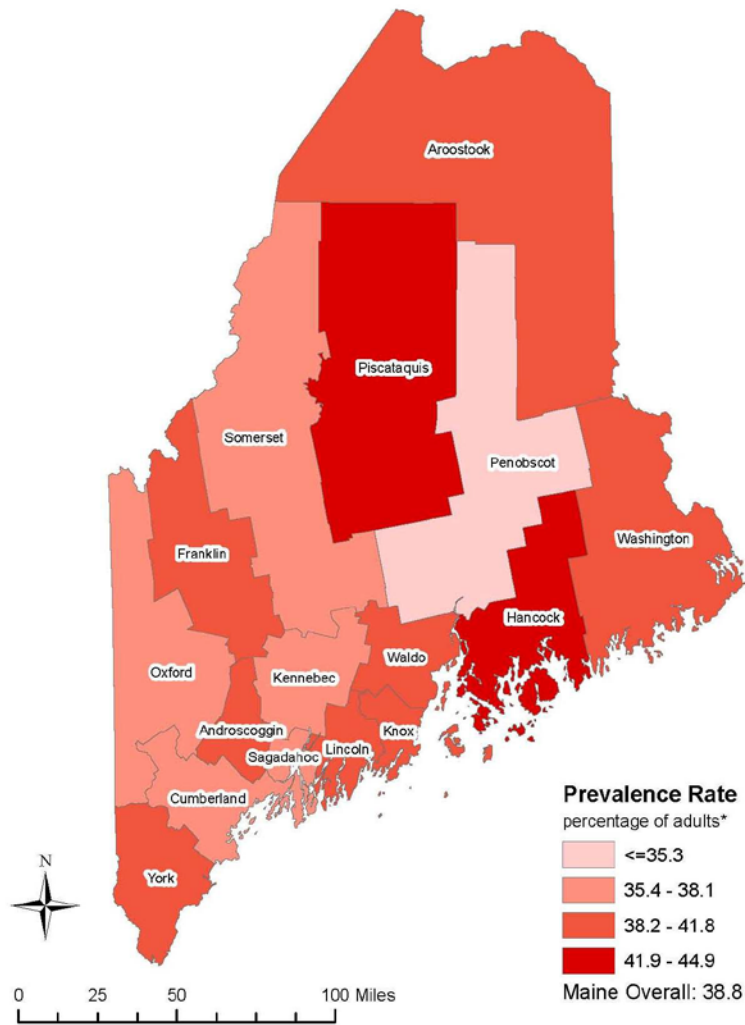 Aroostook
Piscataquis
Somerset
Penobscot
Washington
Franklin
Hancock
Waldo
Oxford
Kennebec
Androscoggin
Knox
Sagadahoc
Lincoln
Cumberland
York
N
Prevalence Rate
percentage of adults*
<=35.3
35.4 - 38.1
38.2 - 41.8
41.9 - 44.9
Maine Overall: 38.8
0 25 50 100 Miles